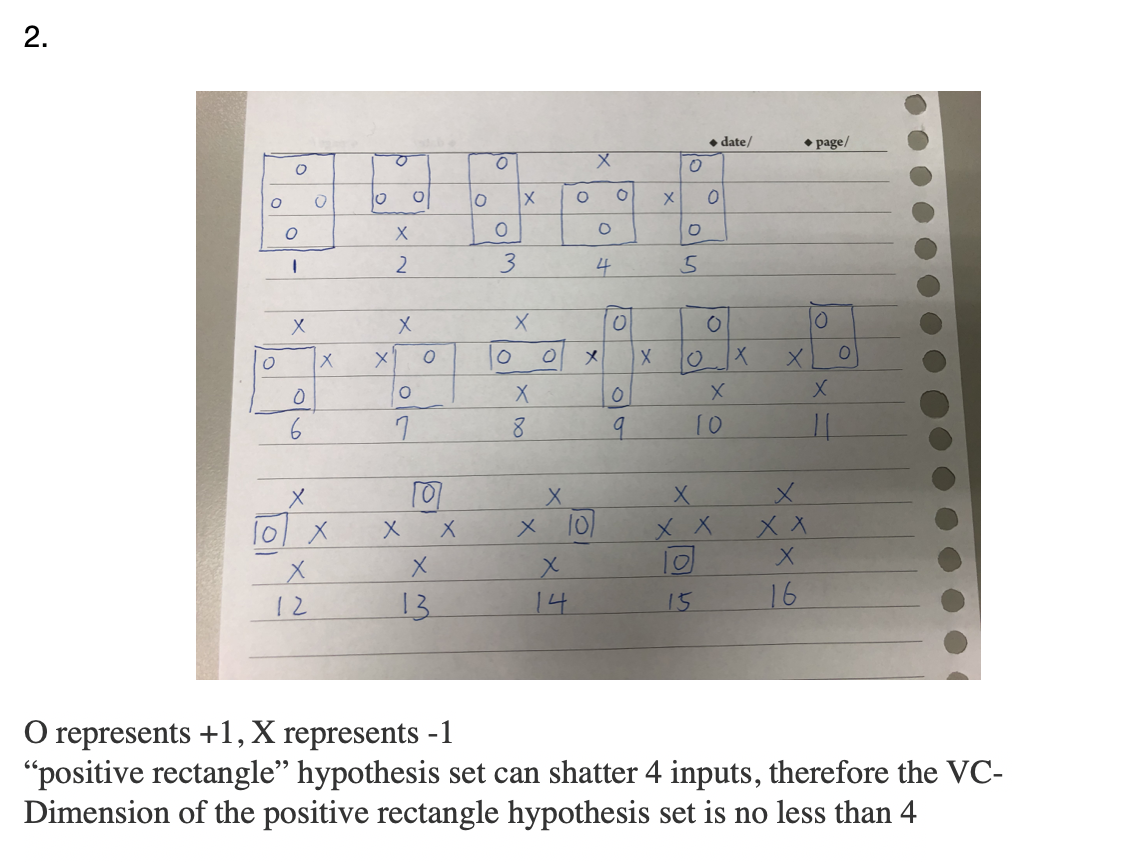 2.
◆ date/ ◆ page/
O O O X O
O O O O O X O O X O
O X O O O
1 2 3 4 5
X X X O O O
O X X O O O X X O X X O
O O X O X X
6 7 8 9 10 11
X O X X X
O X X X X O X X X X
X X X O X
12 13 14 15 16
O represents +1, X represents -1
“positive rectangle” hypothesis set can shatter 4 inputs, therefore the VC-
Dimension of the positive rectangle hypothesis set is no less than 4